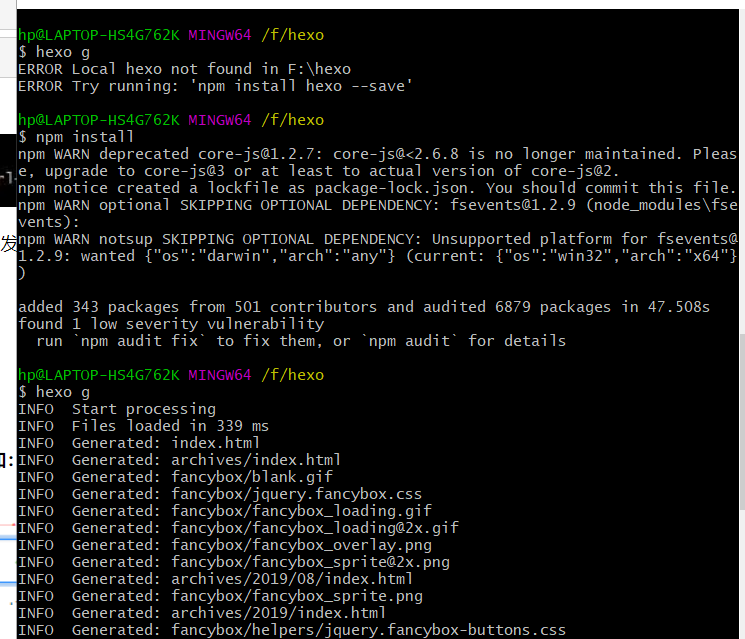 hp@LAPTOP-HS4G762K MINGW64 /f/hexo
$ hexo g
ERROR Local hexo not found in F:\hexo
ERROR Try running: 'npm install hexo --save'
hp@LAPTOP-HS4G762K MINGW64 /f/hexo
$ npm install
npm WARN deprecated core-js@1.2.7: core-js@<2.6.8 is no longer maintained. Pleas
e, upgrade to core-js@3 or at least to actual version of core-js@2.
npm notice created a lockfile as package-lock.json. You should commit this file.
npm WARN optional SKIPPING OPTIONAL DEPENDENCY: fsevents@1.2.9 (node_modules\fse
vents):
npm WARN notsup SKIPPING OPTIONAL DEPENDENCY: Unsupported platform for fsevents@
1.2.9: wanted {"os":"darwin","arch":"any"} (current: {"os":"win32","arch":"x64"}
)
added 343 packages from 501 contributors and audited 6879 packages in 47.508s
found 1 low severity vulnerability
  run `npm audit fix` to fix them, or `npm audit` for details
hp@LAPTOP-HS4G762K MINGW64 /f/hexo
$ hexo g
INFO  Start processing
INFO  Files loaded in 339 ms
INFO  Generated: index.html
INFO  Generated: archives/index.html
INFO  Generated: fancybox/blank.gif
INFO  Generated: fancybox/jquery.fancybox.css
INFO  Generated: fancybox/fancybox_loading.gif
INFO  Generated: fancybox/fancybox_loading@2x.gif
INFO  Generated: fancybox/fancybox_overlay.png
INFO  Generated: fancybox/fancybox_sprite@2x.png
INFO  Generated: archives/2019/08/index.html
INFO  Generated: fancybox/fancybox_sprite.png
INFO  Generated: archives/2019/index.html
INFO  Generated: fancybox/helpers/jquery.fancybox-buttons.css